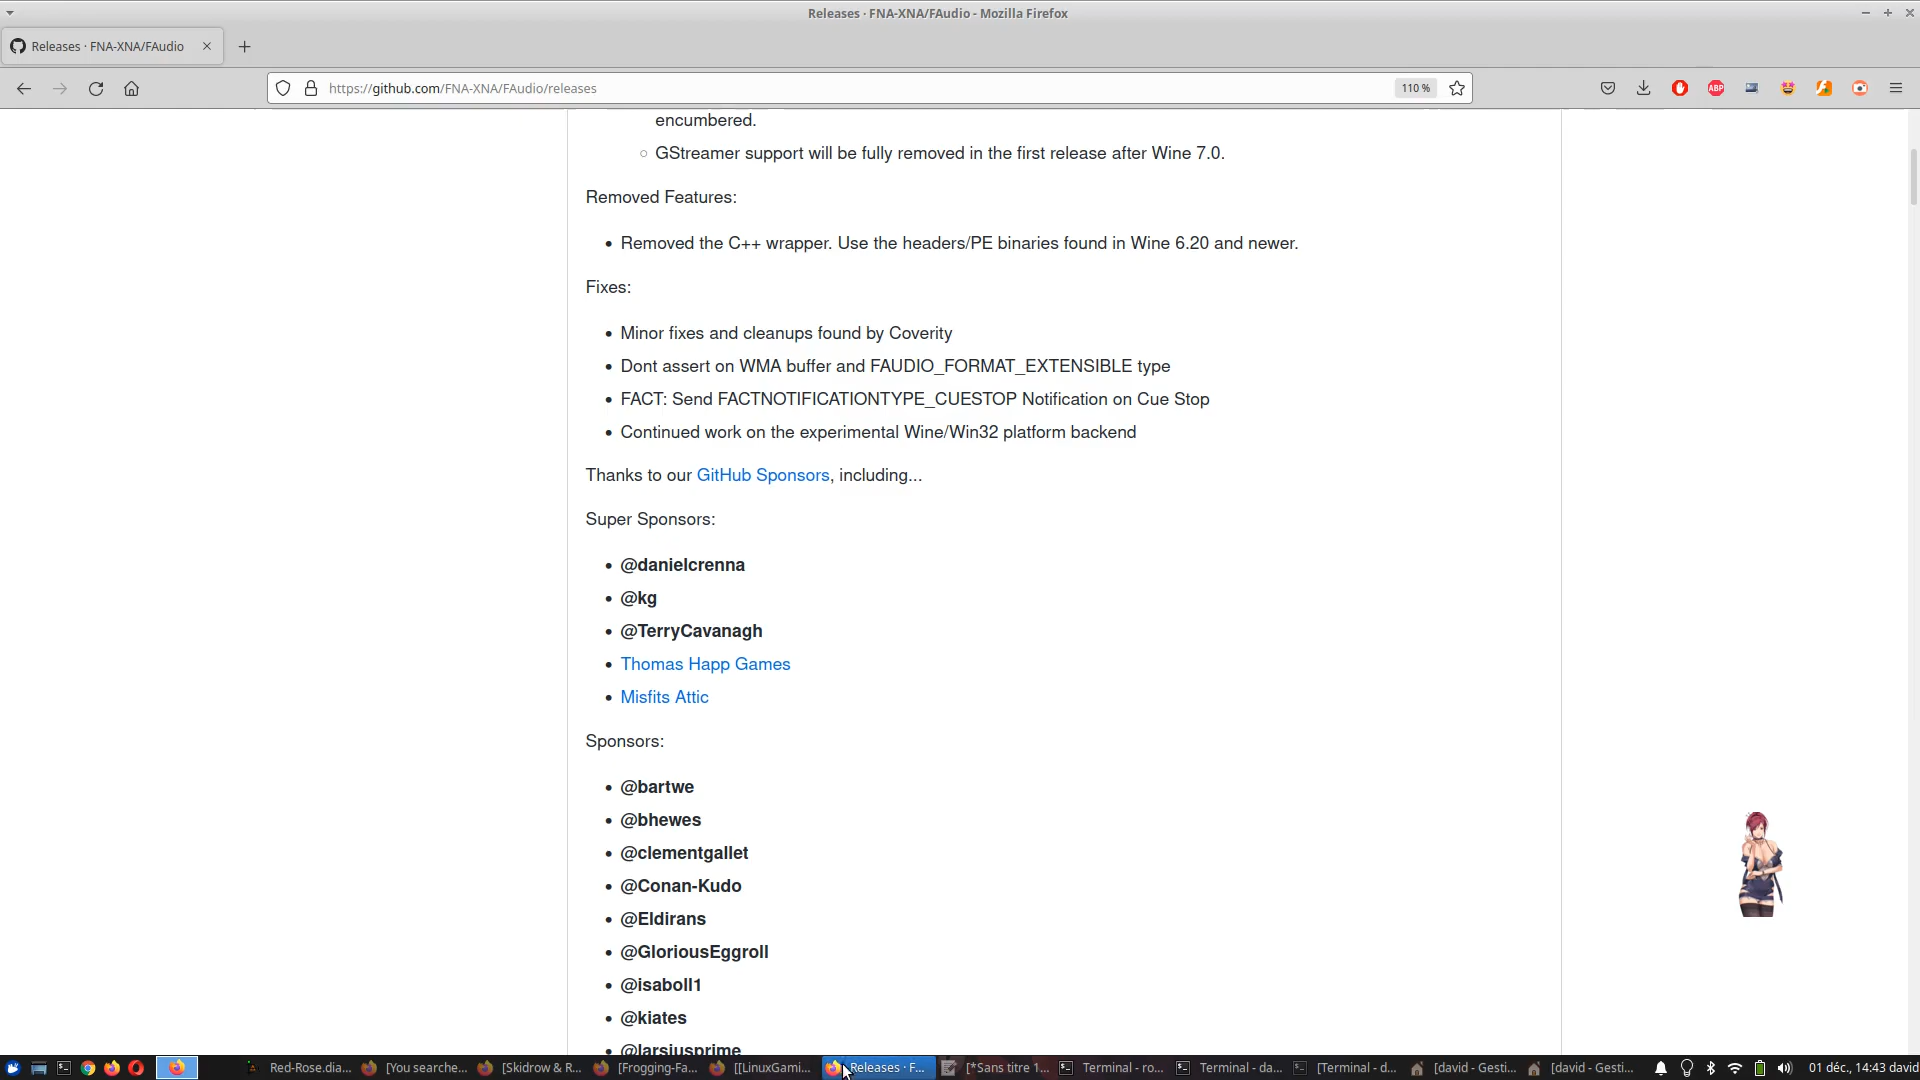 Releases · FNA-XNA/FAudio - Mozilla Firefox
Releases · FNA-XNA/FAudio
https://github.com/FNA-XNA/FAudio/releases
110 %
ABP
encumbered.
GStreamer support will be fully removed in the first release after Wine 7.0.
Removed Features:
Removed the C++ wrapper. Use the headers/PE binaries found in Wine 6.20 and newer.
Fixes:
Minor fixes and cleanups found by Coverity
Dont assert on WMA buffer and FAUDIO_FORMAT_EXTENSIBLE type
FACT: Send FACTNOTIFICATIONTYPE_CUESTOP Notification on Cue Stop
Continued work on the experimental Wine/Win32 platform backend
Thanks to our GitHub Sponsors, including...
Super Sponsors:
@danielcrenna
@kg
@TerryCavanagh
Thomas Happ Games
Misfits Attic
Sponsors:
@bartwe
@bhewes
@clementgallet
@Conan-Kudo
@Eldirans
@GloriousEggroll
@isaboll1
@kiates
@larsiusprime
Red-Rose.dia... [You searche... [Skidrow & R... [Frogging-Fa... [[LinuxGami... Releases · F... [*Sans titre 1... Terminal - ro... Terminal - da... [Terminal - d... [david - Gesti... [david - Gesti... 01 déc., 14:43 david